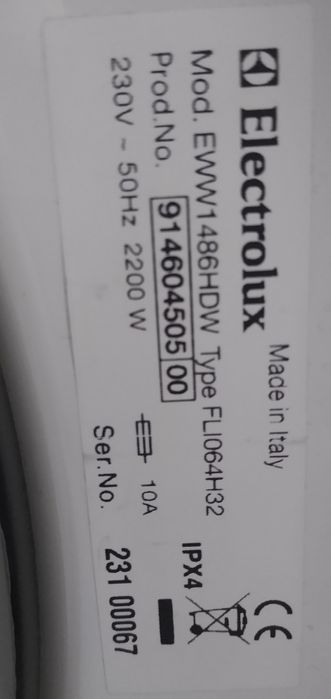 Electrolux Made in Italy
Mod. EWW1486HDW Type FLI064H32
Prod.No. 914604505 00 IPX4
230V ~ 50Hz 2200 W 10A
Ser.No. 231 00067
CE